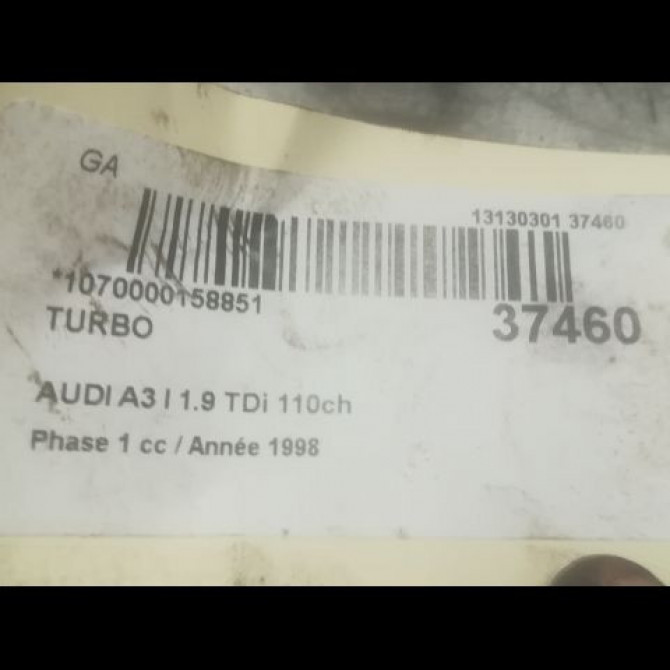 GA
13130301 37460
*1070000158851
37460
TURBO
AUDI A3 I 1.9 TDi 110ch
Phase 1 cc / Année 1998